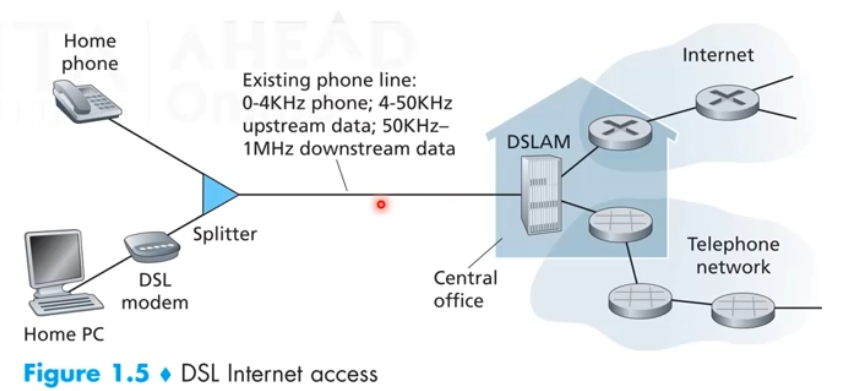 Home
phone
Existing phone line:
0-4KHz phone; 4-50KHz
upstream data; 50KHz–
1MHz downstream data
Internet
DSLAM
Splitter
DSL
modem
Home PC
Central
office
Telephone
network
Figure 1.5 ♦ DSL Internet access